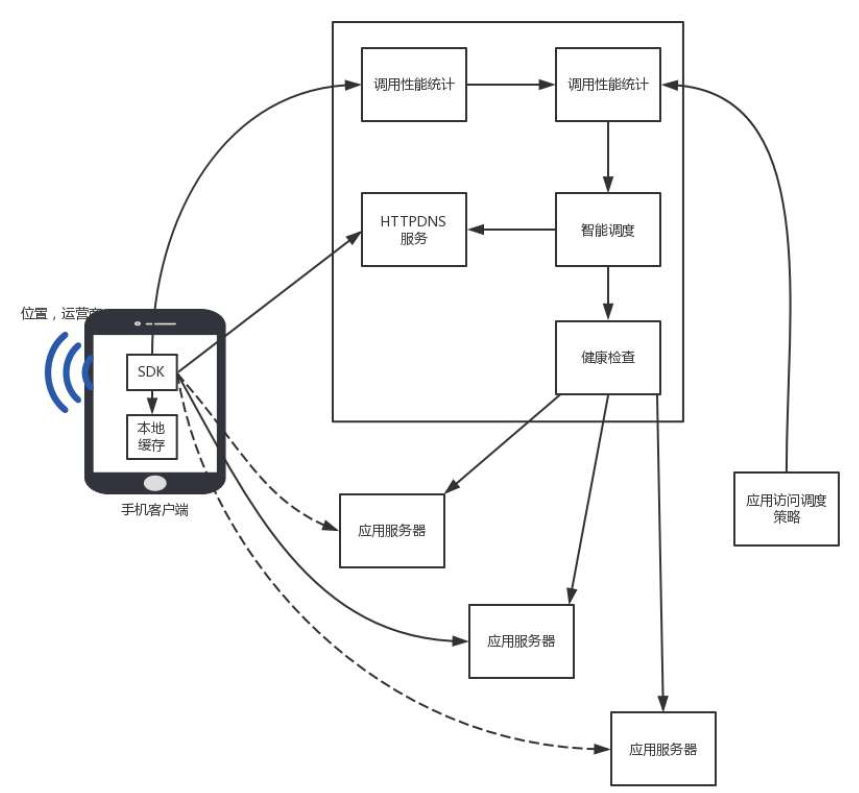 调用性能统计
调用性能统计
HTTPDNS
服务
智能调度
位置，运营商
SDK
健康检查
本地
缓存
手机客户端
应用服务器
应用访问调度
策略
应用服务器
应用服务器